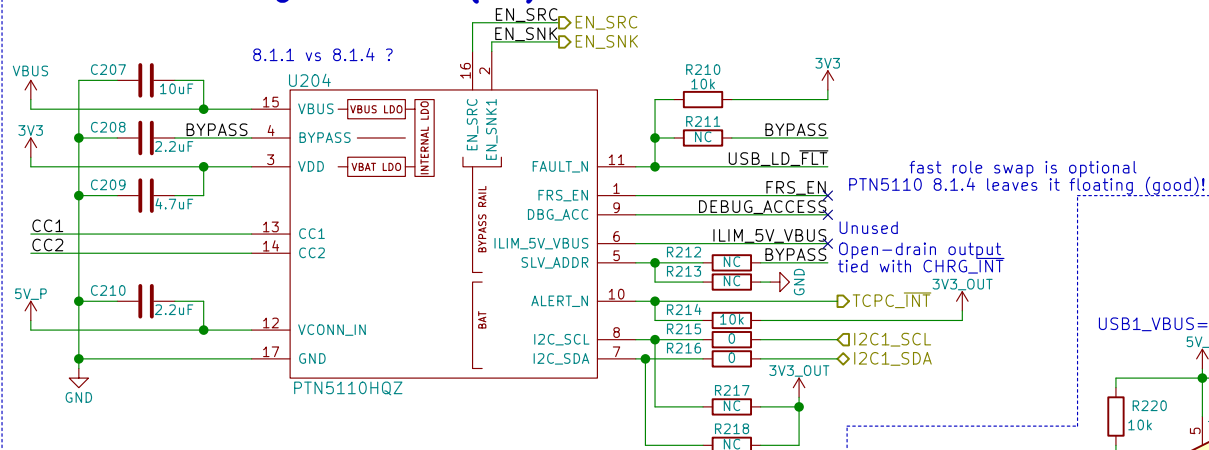 EN_SRC
EN_SRC
EN_SNK
EN_SNK
8.1.1 vs 8.1.4 ?
VBUS
C207
10uF
3V3
C208
2.2uF
BYPASS
C209
4.7uF
CC1
CC2
5V_P
C210
2.2uF
GND
U204
16
2
15
4
3
13
14
12
17
VBUS
VBUS LDO
BYPASS
VDD
VBAT LDO
INTERNAL LDO
CC1
CC2
VCONN_IN
GND
EN_SRC
EN_SNK1
BYPASS RAIL
BAT
FAULT_N
FRS_EN
DBG_ACC
ILIM_5V_VBUS
SLV_ADDR
ALERT_N
I2C_SCL
I2C_SDA
PTN5110HQZ
11
1
9
6
5
10
8
7
R210
10k
3V3
R211
NC
BYPASS
USB_LD_FLT
FRS_EN
DEBUG_ACCESS
ILIM_5V_VBUS
R212
NC
BYPASS
R213
NC
GND
TCPC_INT
R214
10k
3V3_OUT
R215
0
I2C1_SCL
R216
0
I2C1_SDA
3V3_OUT
R217
NC
R218
NC
fast role swap is optional
PTN5110 8.1.4 leaves it floating (good)!
Unused
Open-drain output
tied with CHRG_INT
USB1_VBUS=
5V_
R220
10k
5